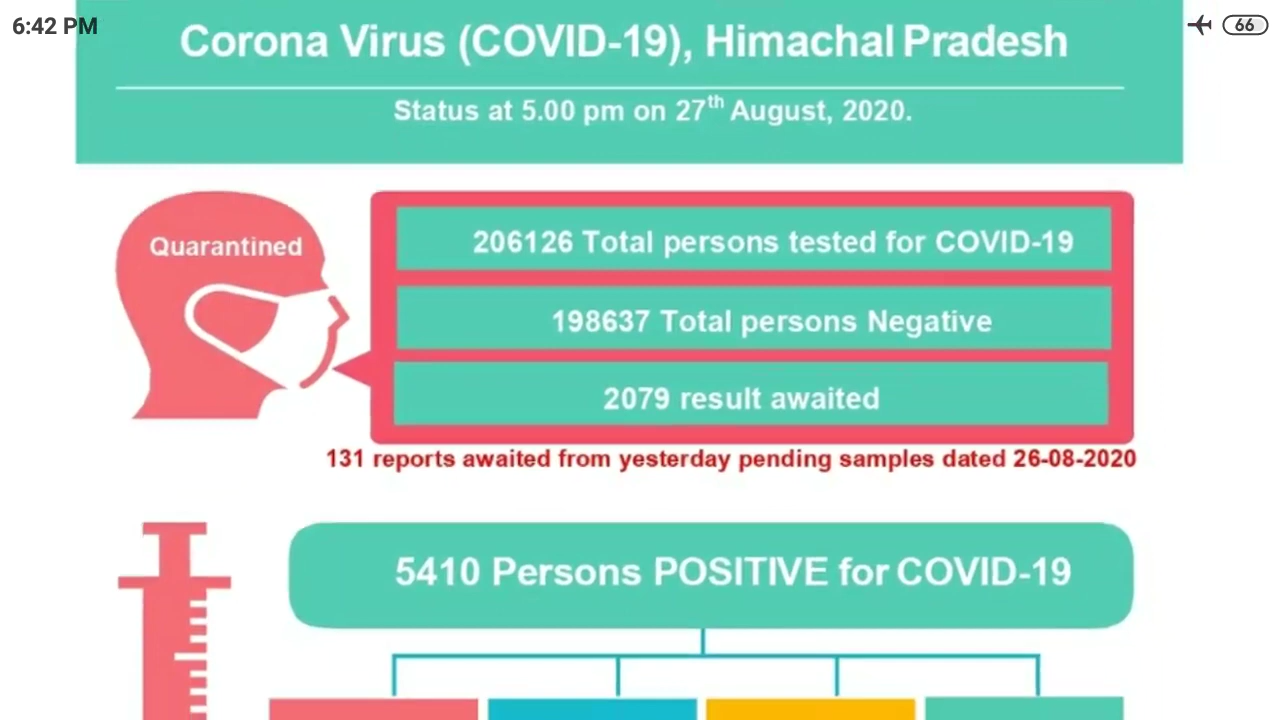 6:42 PM
66
Corona Virus (COVID-19), Himachal Pradesh
Status at 5.00 pm on 27th August, 2020.
Quarantined
206126 Total persons tested for COVID-19
198637 Total persons Negative
2079 result awaited
131 reports awaited from yesterday pending samples dated 26-08-2020
5410 Persons POSITIVE for COVID-19